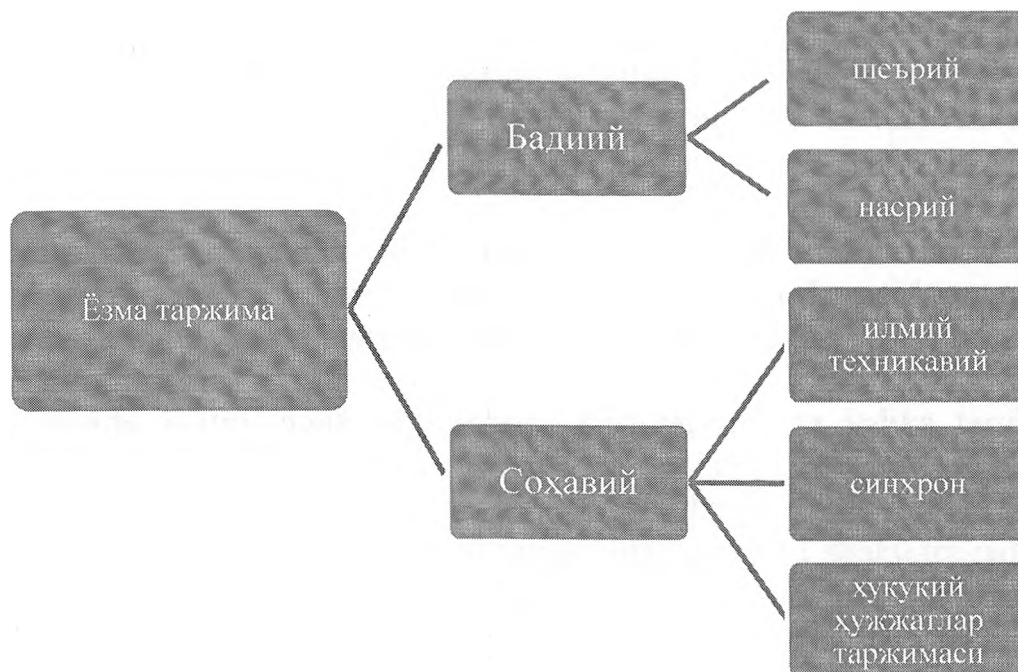 Ёзма таржима
Бадиий
шеърий
насрий
Соҳавий
илмий
техникавий
синхрон
ҳуқуқий
ҳужжатлар
таржимаси